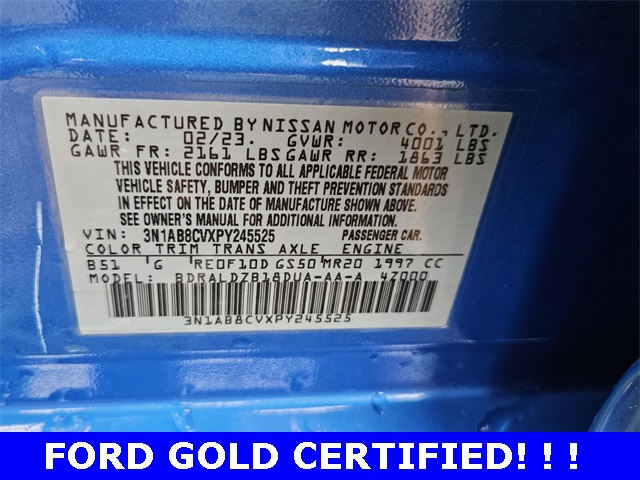 MANUFACTURED BY NISSAN MOTOR CO., LTD.
DATE: 02/23. GVWR: 4001 LBS
GAWR FR: 2161 LBS GAWR RR: 1863 LBS
THIS VEHICLE CONFORMS TO ALL APPLICABLE FEDERAL MOTOR
VEHICLE SAFETY, BUMPER AND THEFT PREVENTION STANDARDS
IN EFFECT ON THE DATE OF MANUFACTURE SHOWN ABOVE.
SEE OWNER'S MANUAL FOR ADDITIONAL INFORMATION.
VIN: 3N1AB8CVXPY245525 PASSENGER CAR.
COLOR TRIM TRANS AXLE ENGINE
B51 G RE0F10D GS50 MR20 1997 CC
MODEL: BDRALDZB18DUA-AA-A 4Z000
3N1AB8CVXPY245525
FORD GOLD CERTIFIED! ! !